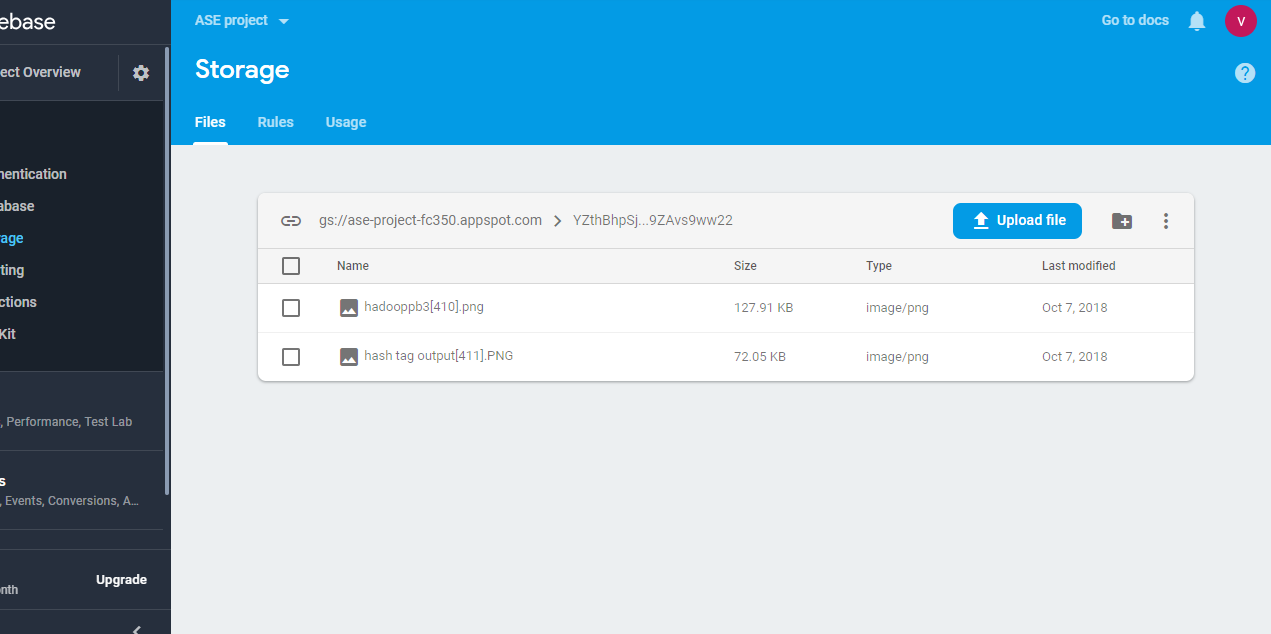 ebase
ASE project
Go to docs
V
ect Overview
Storage
?
Files Rules Usage
hentication
abase
rage
ting
ctions
Kit
gs://ase-project-fc350.appspot.com > YZthBhpSj...9ZAvs9ww22
Upload file
Name Size Type Last modified
hadooppb3[410].png 127.91 KB image/png Oct 7, 2018
hash tag output[411].PNG 72.05 KB image/png Oct 7, 2018
, Performance, Test Lab
s
, Events, Conversions, A...
Upgrade
onth